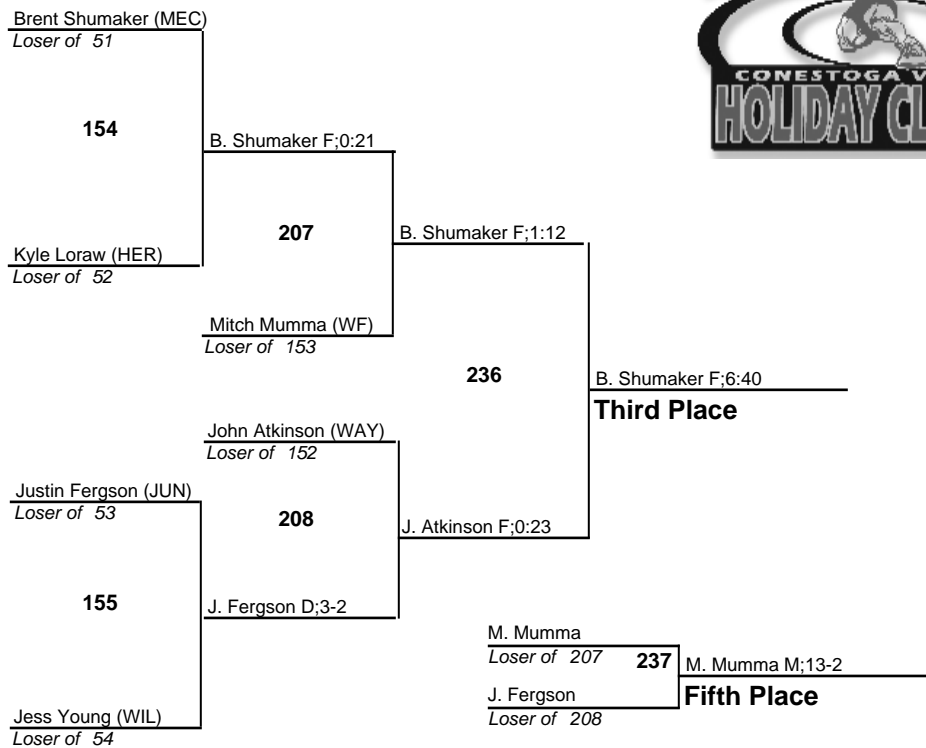 Brent Shumaker (MEC)
Loser of 51
CONESTOGA V
HOLIDAY CL
154
B. Shumaker F;0:21
207
B. Shumaker F;1:12
Kyle Loraw (HER)
Loser of 52
Mitch Mumma (WF)
Loser of 153
236
B. Shumaker F;6:40
Third Place
John Atkinson (WAY)
Loser of 152
Justin Fergson (JUN)
Loser of 53
208
J. Atkinson F;0:23
155
J. Fergson D;3-2
M. Mumma
Loser of 207
237
M. Mumma M;13-2
Fifth Place
J. Fergson
Loser of 208
Jess Young (WIL)
Loser of 54